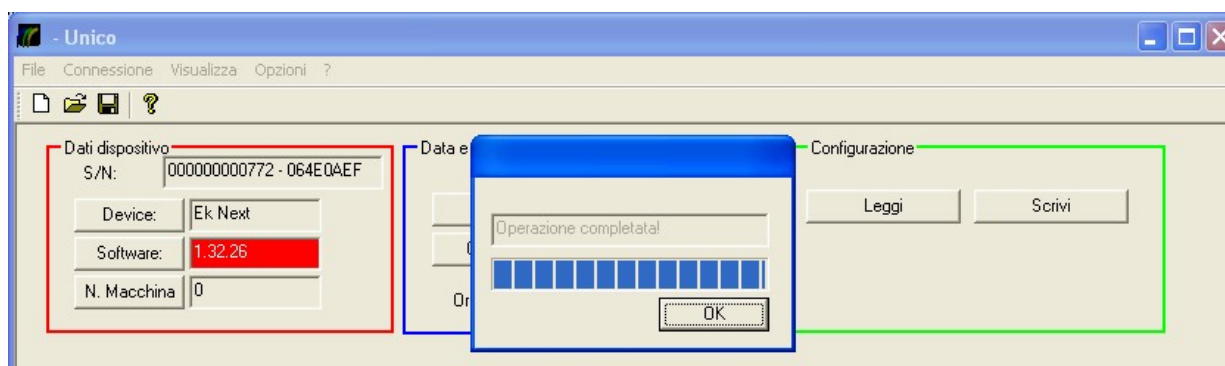 - Unico
File Connessione Visualizza Opzioni ?
Dati dispositivo
S/N: 000000000772 - 064E0AEF
Device: Ek Next
Software: 1.32.26
N. Macchina 0
Data e
Or
Operazione completata!
OK
Configurazione
Leggi Scrivi